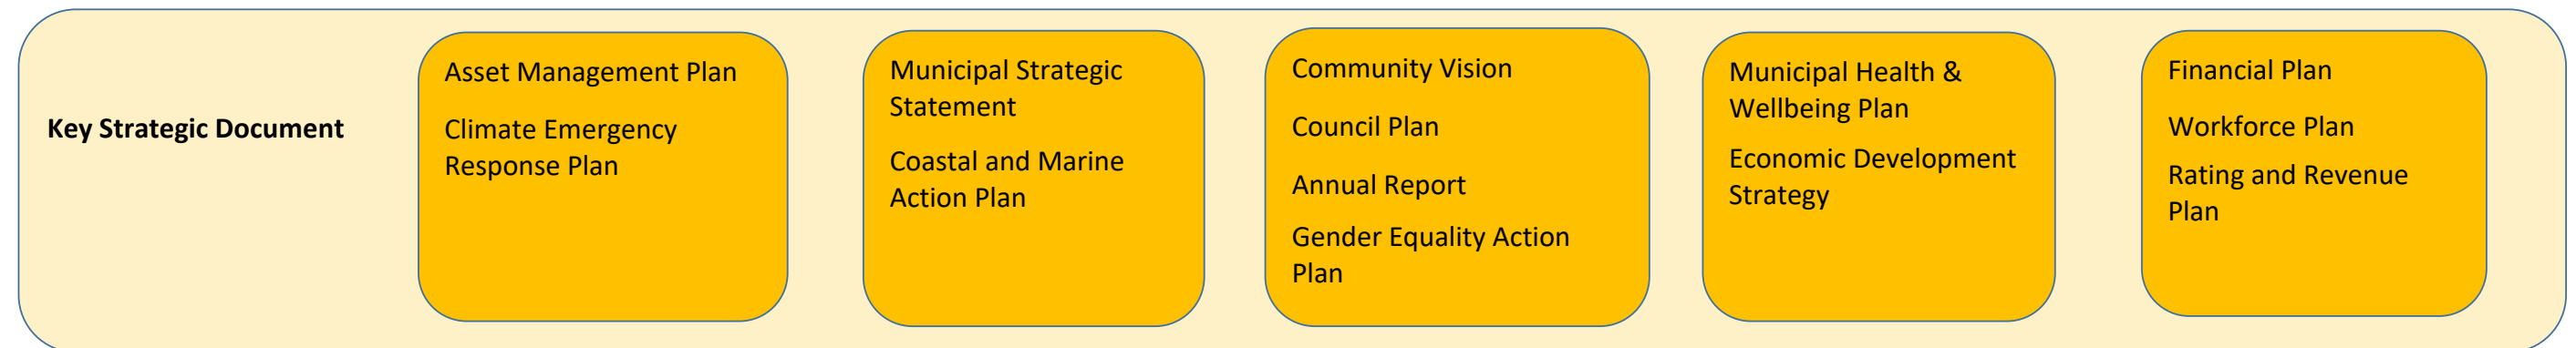 Key Strategic Document
Asset Management Plan
Climate Emergency
Response Plan
Municipal Strategic
Statement
Coastal and Marine
Action Plan
Community Vision
Council Plan
Annual Report
Gender Equality Action
Plan
Municipal Health &
Wellbeing Plan
Economic Development
Strategy
Financial Plan
Workforce Plan
Rating and Revenue
Plan